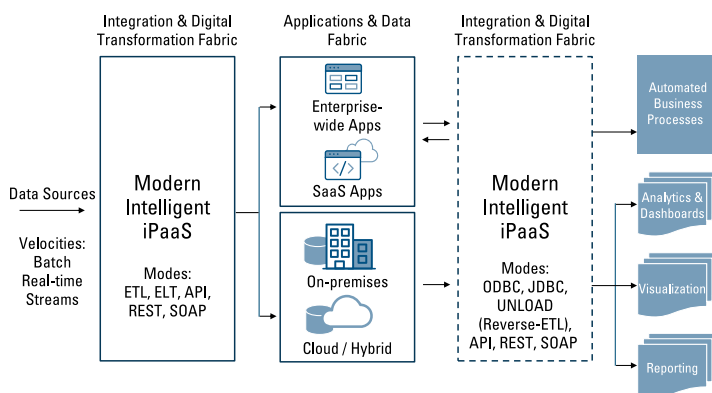 Integration & Digital
Transformation Fabric
Applications & Data
Fabric
Integration & Digital
Transformation Fabric
Data Sources
Velocities:
Batch
Real-time
Streams
Modern
Intelligent
iPaaS
Modes:
ETL, ELT, API,
REST, SOAP
Enterprise-
wide Apps
SaaS Apps
On-premises
Cloud / Hybrid
Modern
Intelligent
iPaaS
Modes:
ODBC, JDBC,
UNLOAD
(Reverse-ETL),
API, REST, SOAP
Automated
Business
Processes
Analytics &
Dashboards
Visualization
Reporting